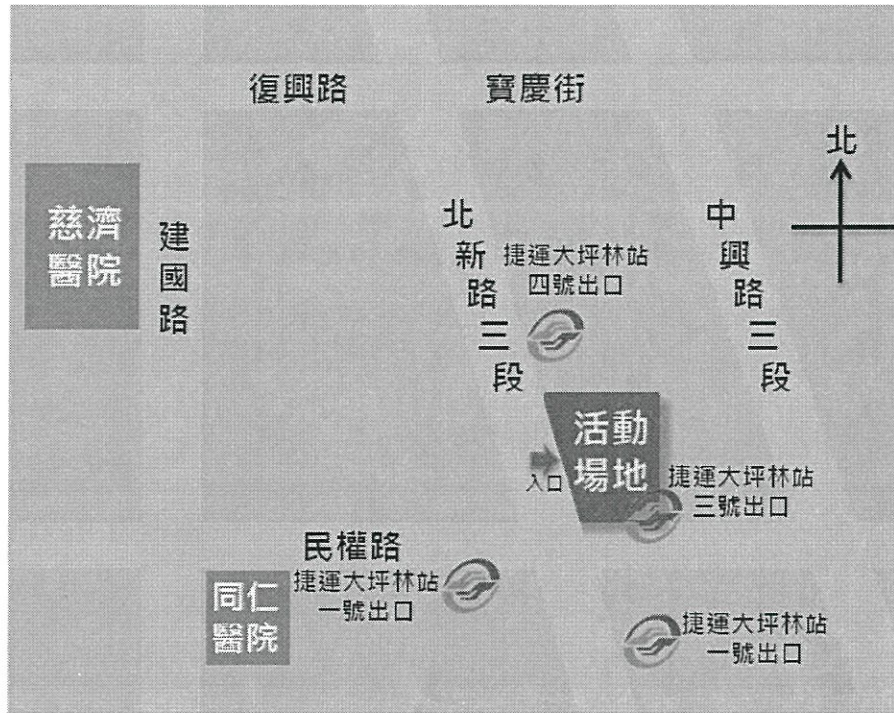 復興路
寶慶街
北
慈濟
醫院
建國路
北新路三段
捷運大坪林站
四號出口
中興路三段
活動
場地
入口
捷運大坪林站
三號出口
民權路
捷運大坪林站
一號出口
同仁
醫院
捷運大坪林站
一號出口